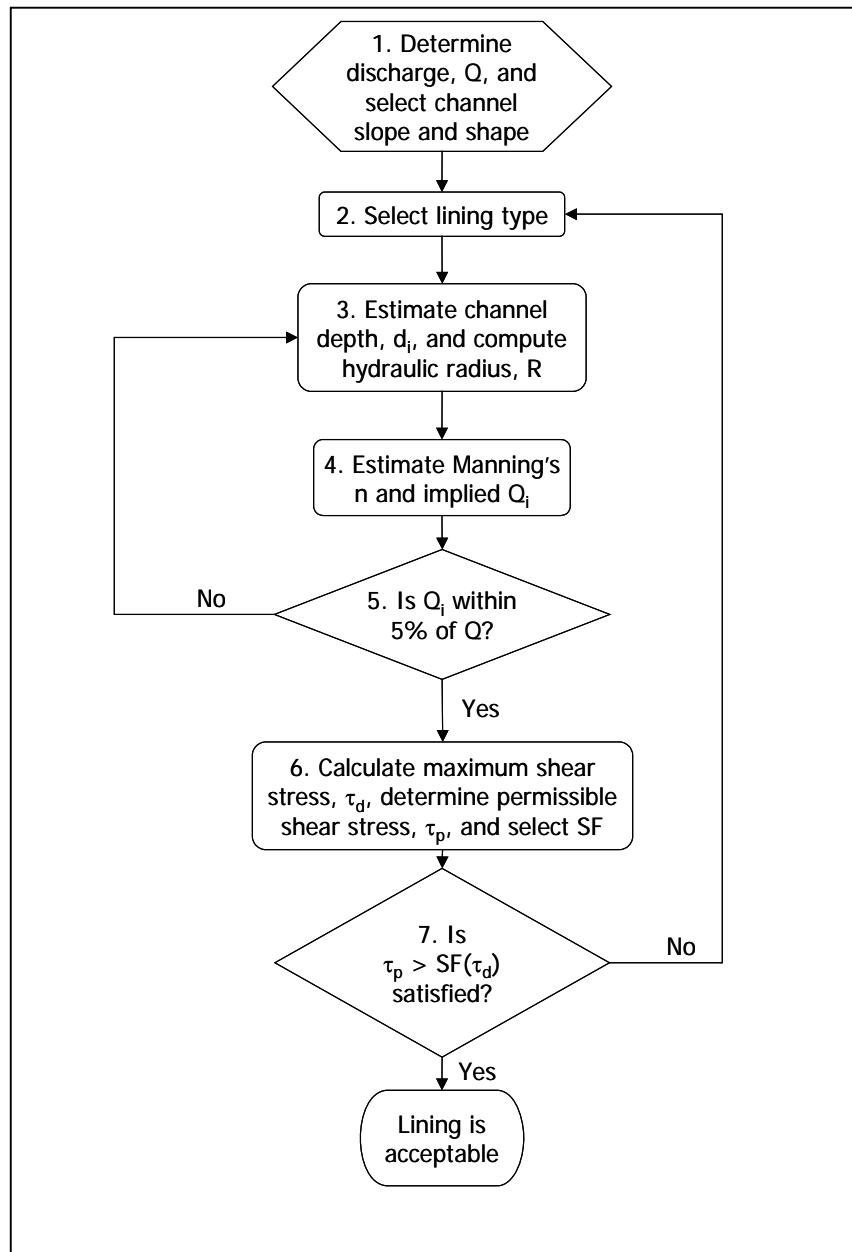 1. Determine
discharge, Q, and
select channel
slope and shape
2. Select lining type
3. Estimate channel
depth, dᵢ, and compute
hydraulic radius, R
4. Estimate Manning's
n and implied Qᵢ
No
5. Is Qᵢ within
5% of Q?
Yes
6. Calculate maximum shear
stress, τd, determine permissible
shear stress, τp, and select SF
7. Is
τp > SF(τd)
satisfied?
No
Yes
Lining is
acceptable